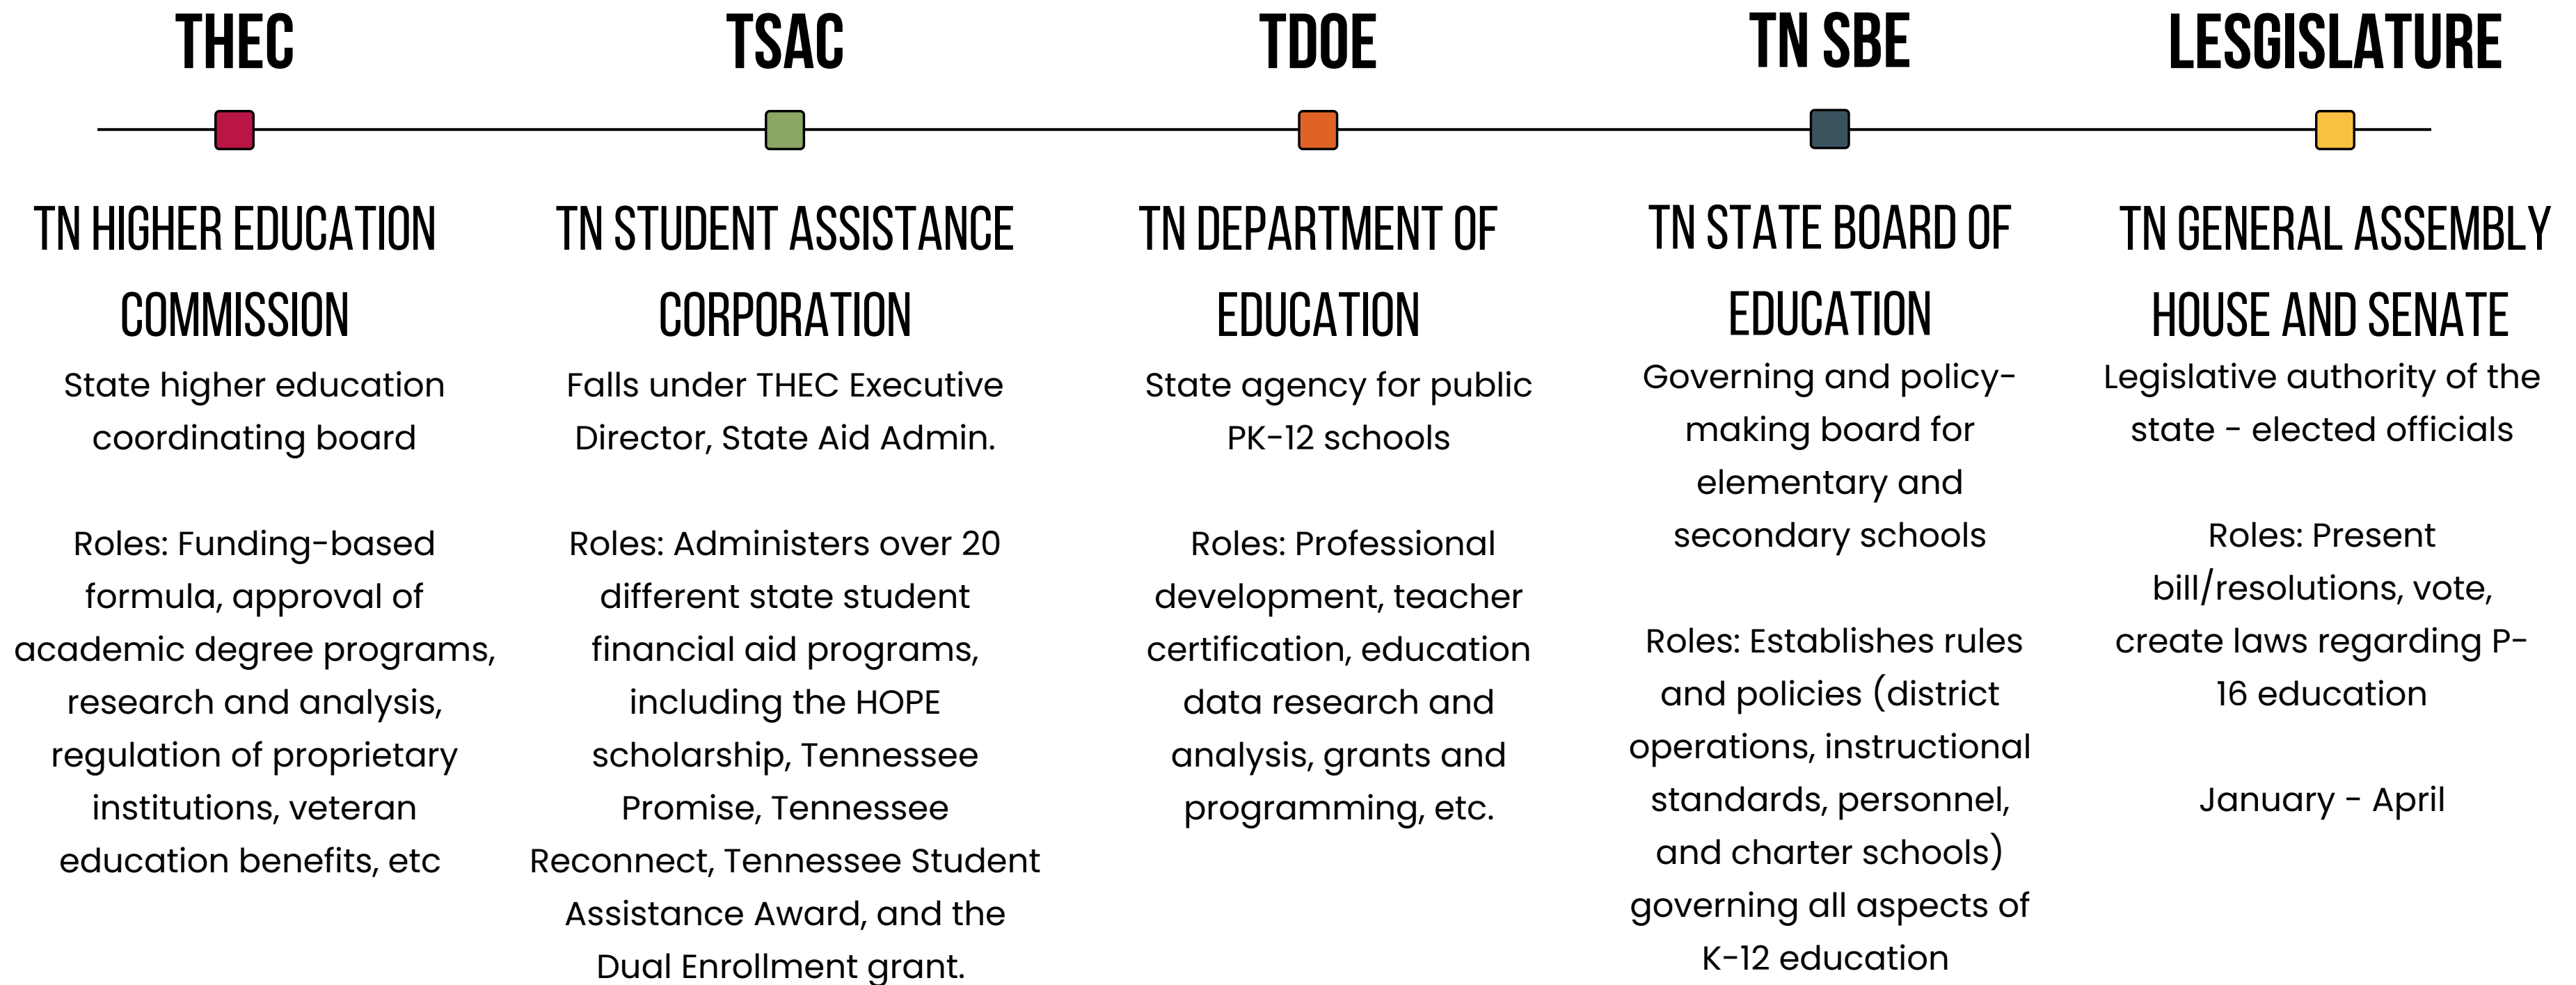 THEC
TSAC
TDOE
TN SBE
LESGISLATURE
TN HIGHER EDUCATION
COMMISSION
State higher education
coordinating board
Roles: Funding-based
formula, approval of
academic degree programs,
research and analysis,
regulation of proprietary
institutions, veteran
education benefits, etc
TN STUDENT ASSISTANCE
CORPORATION
Falls under THEC Executive
Director, State Aid Admin.
Roles: Administers over 20
different state student
financial aid programs,
including the HOPE
scholarship, Tennessee
Promise, Tennessee
Reconnect, Tennessee Student
Assistance Award, and the
Dual Enrollment grant.
TN DEPARTMENT OF
EDUCATION
State agency for public
PK-12 schools
Roles: Professional
development, teacher
certification, education
data research and
analysis, grants and
programming, etc.
TN STATE BOARD OF
EDUCATION
Governing and policy-
making board for
elementary and
secondary schools
Roles: Establishes rules
and policies (district
operations, instructional
standards, personnel,
and charter schools)
governing all aspects of
K-12 education
TN GENERAL ASSEMBLY
HOUSE AND SENATE
Legislative authority of the
state - elected officials
Roles: Present
bill/resolutions, vote,
create laws regarding P-
16 education
January - April